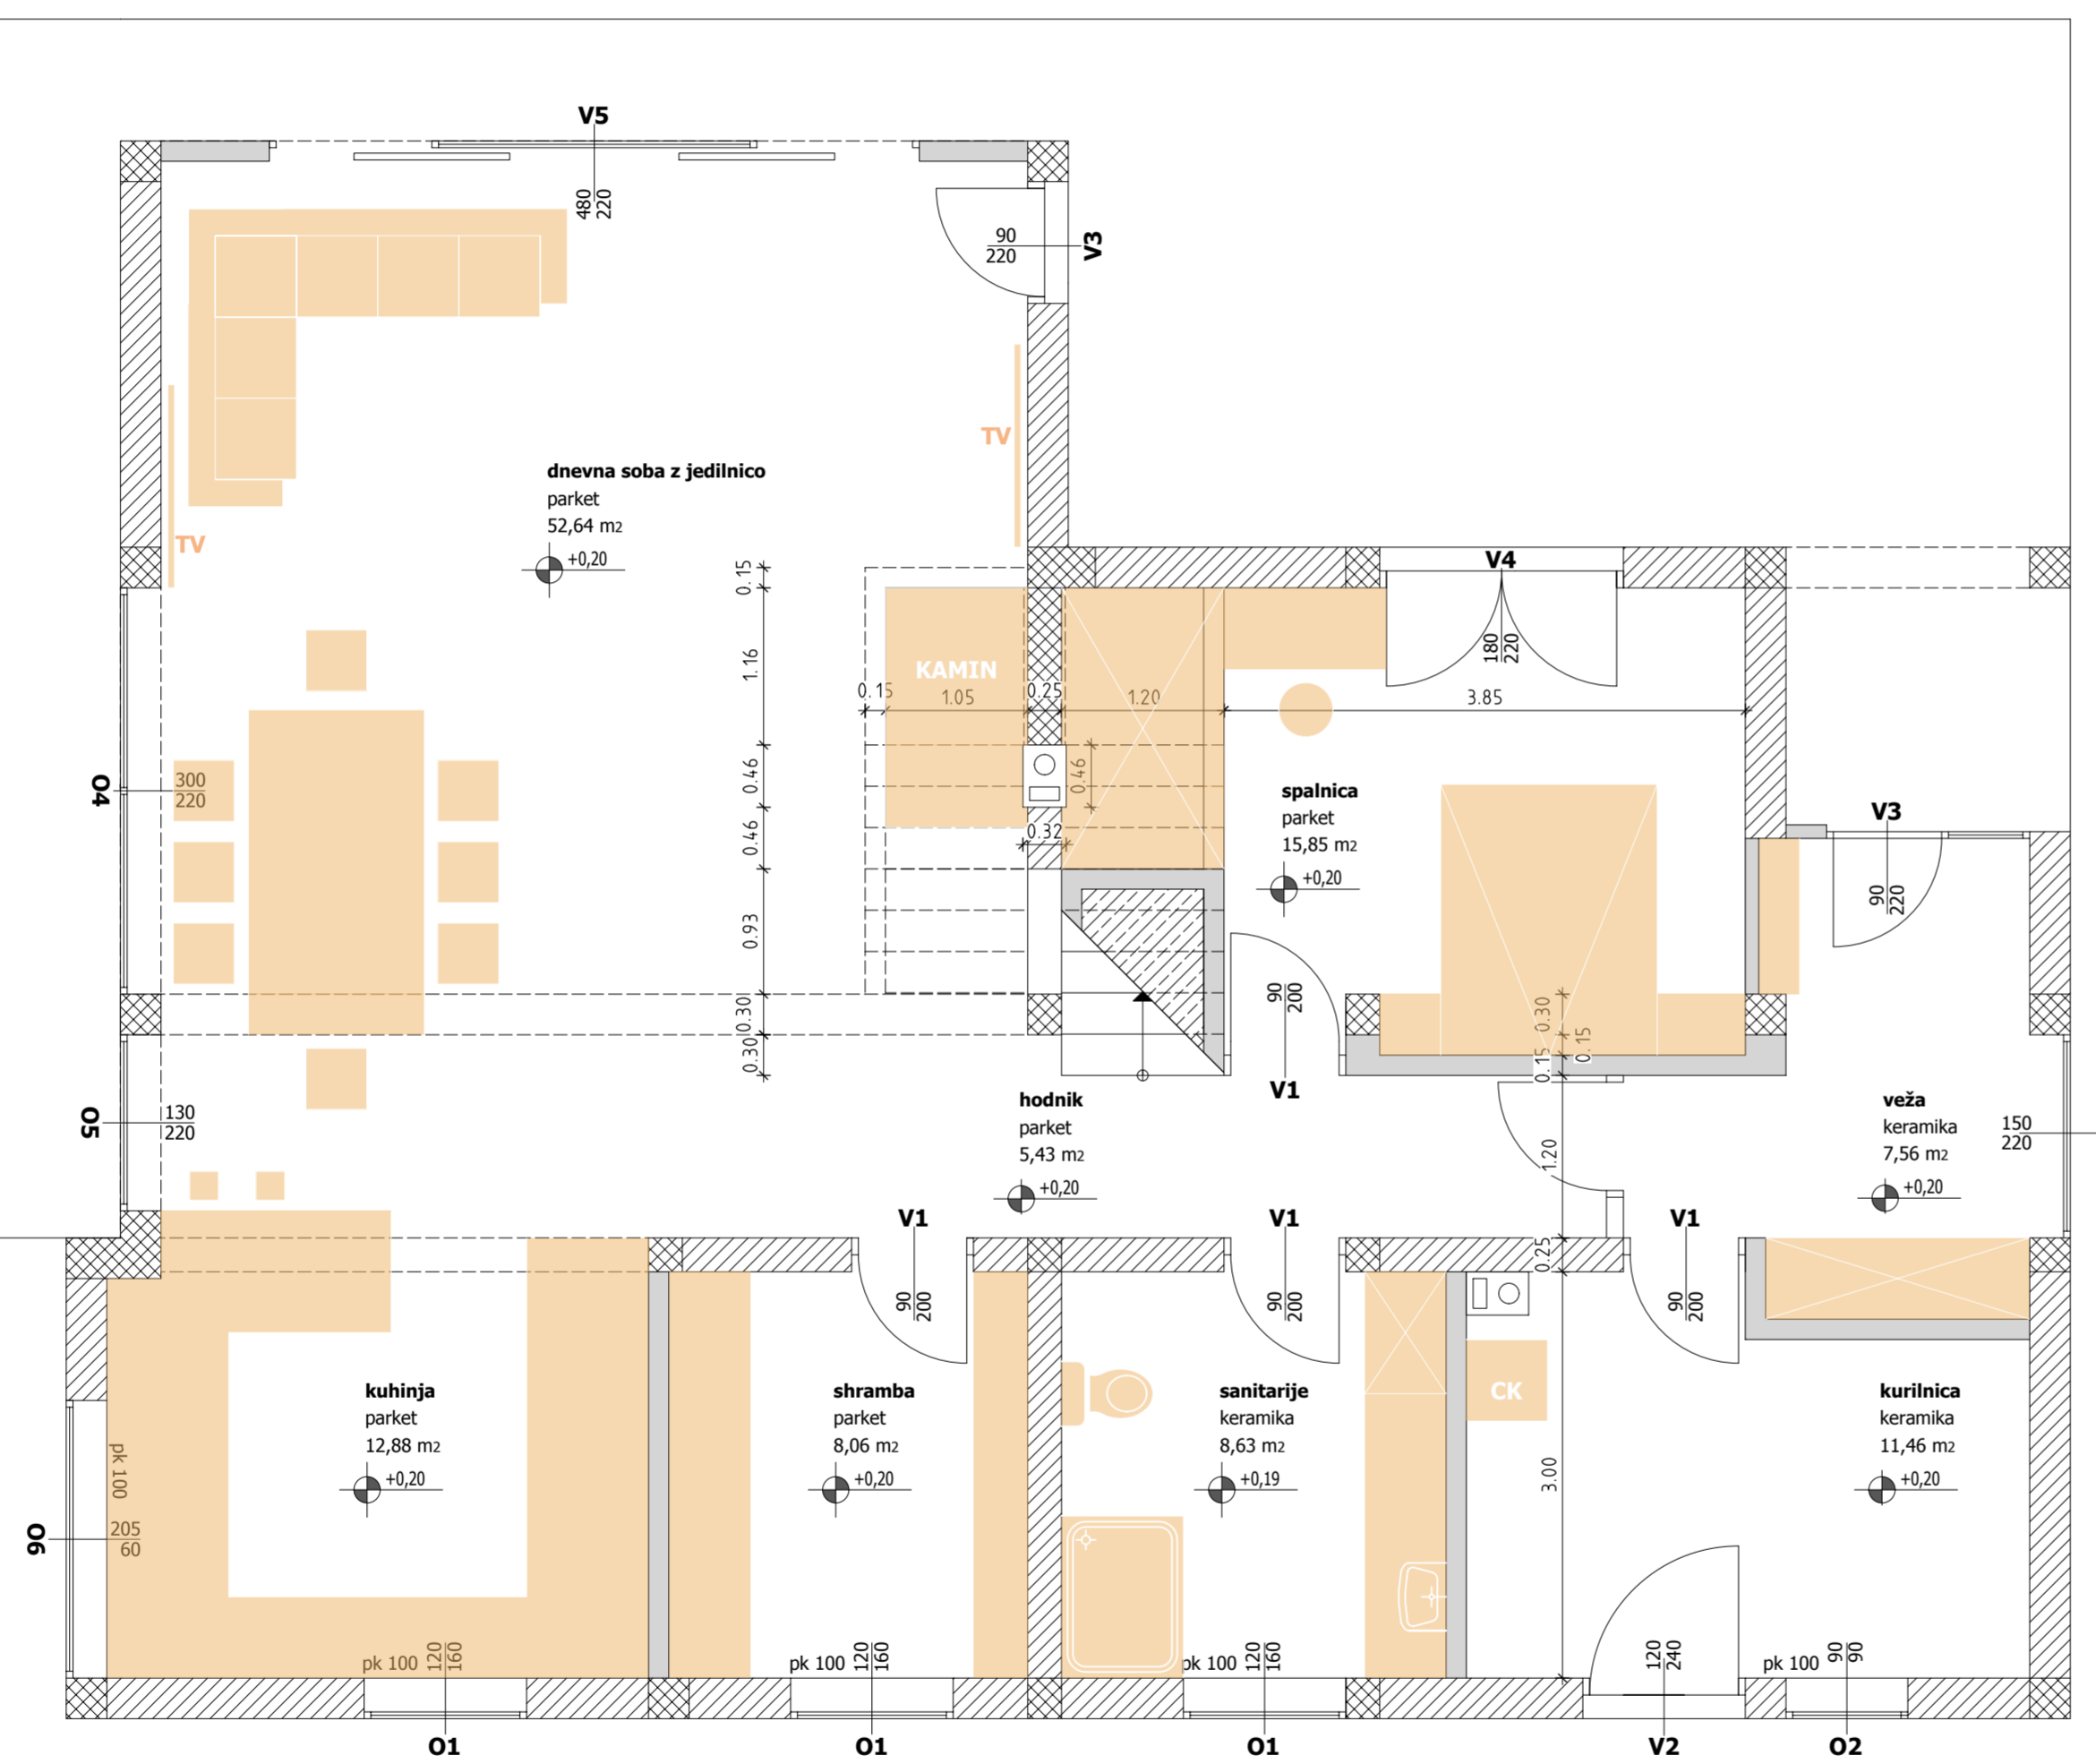 V5
480
220
90
220
V3
TV
dnevna soba z jedilnico
parket
52,64 m2
+0,20
TV
0.15
V4
180
220
1.16
KAMIN
0.15
1.05
0.25
1.20
3.85
O4
300
220
0.46
0.46
spalnica
parket
15,85 m2
+0,20
V3
90
220
0.46
0.32
0.93
90
200
0.30
0.30
0.30
0.15
0.15
V1
O5
130
220
hodnik
parket
5,43 m2
+0,20
1.20
veža
keramika
7,56 m2
+0,20
150
220
V1
V1
V1
0.25
90
200
90
200
90
200
kuhinja
parket
12,88 m2
+0,20
shramba
parket
8,06 m2
+0,20
sanitarije
keramika
8,63 m2
+0,19
CK
kurilnica
keramika
11,46 m2
+0,20
pk 100
3.00
O6
205
60
pk 100 120
160
pk 100 120
160
pk 100 120
160
120
240
pk 100 90
90
O1
O1
O1
V2
O2